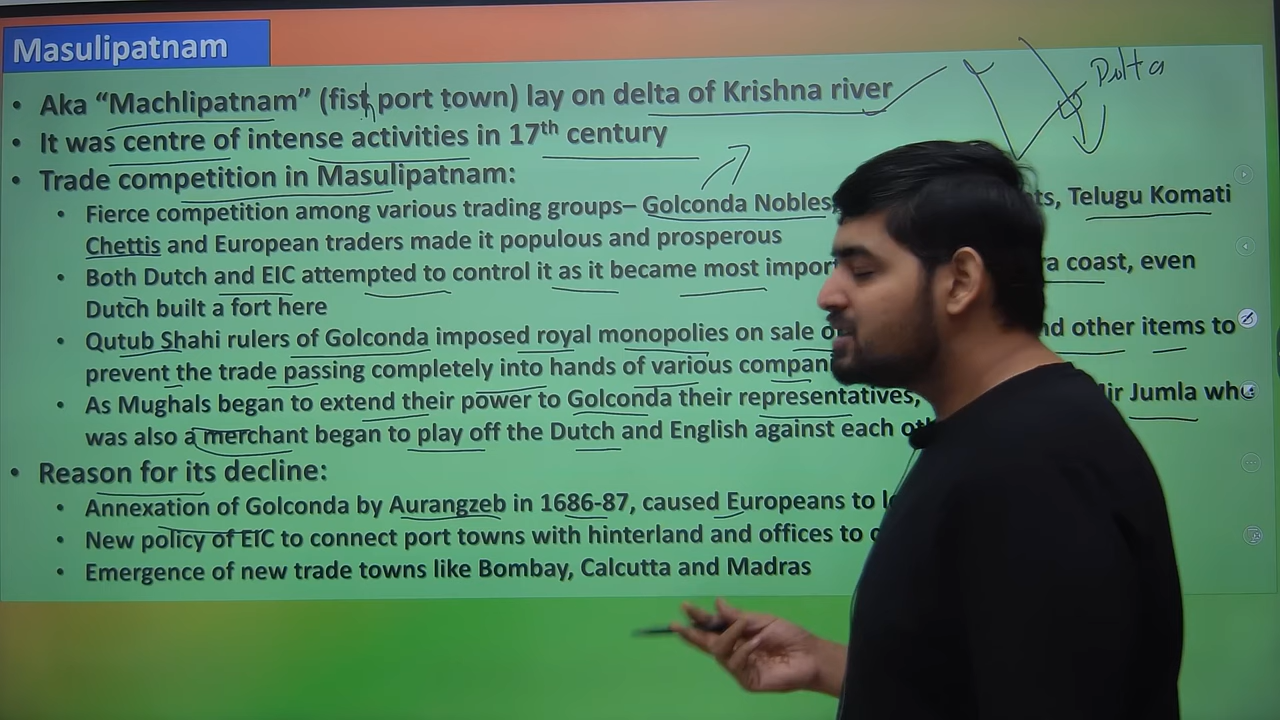 Masulipatnam
• Aka “Machlipatnam” (fist port town) lay on delta of Krishna river
Delta
• It was centre of intense activities in 17th century
• Trade competition in Masulipatnam:
• Fierce competition among various trading groups– Golconda Nobles, Telugu Komati
Chettis and European traders made it populous and prosperous
• Both Dutch and EIC attempted to control it as it became most coast, even
Dutch built a fort here
• Qutub Shahi rulers of Golconda imposed royal monopolies on sale other items to
prevent the trade passing completely into hands of various
• As Mughals began to extend their power to Golconda their representatives, Jumla who
was also a merchant began to play off the Dutch and English against each
• Reason for its decline:
• Annexation of Golconda by Aurangzeb in 1686-87, caused Europeans to
• New policy of EIC to connect port towns with hinterland and offices to
• Emergence of new trade towns like Bombay, Calcutta and Madras